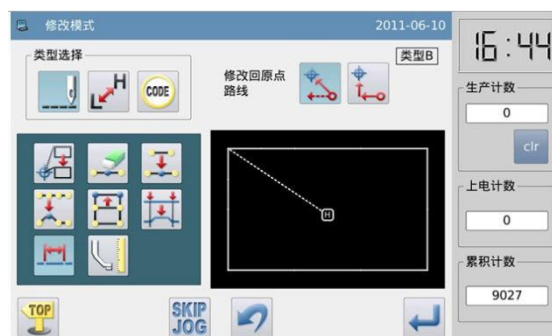 修改模式
2011-06-10
16:44
类型选择
H
L
CODE
修改回原点
路线
类型B
生产计数
0
clr
上电计数
0
累积计数
9027
H
TOP
SKIP
JOG